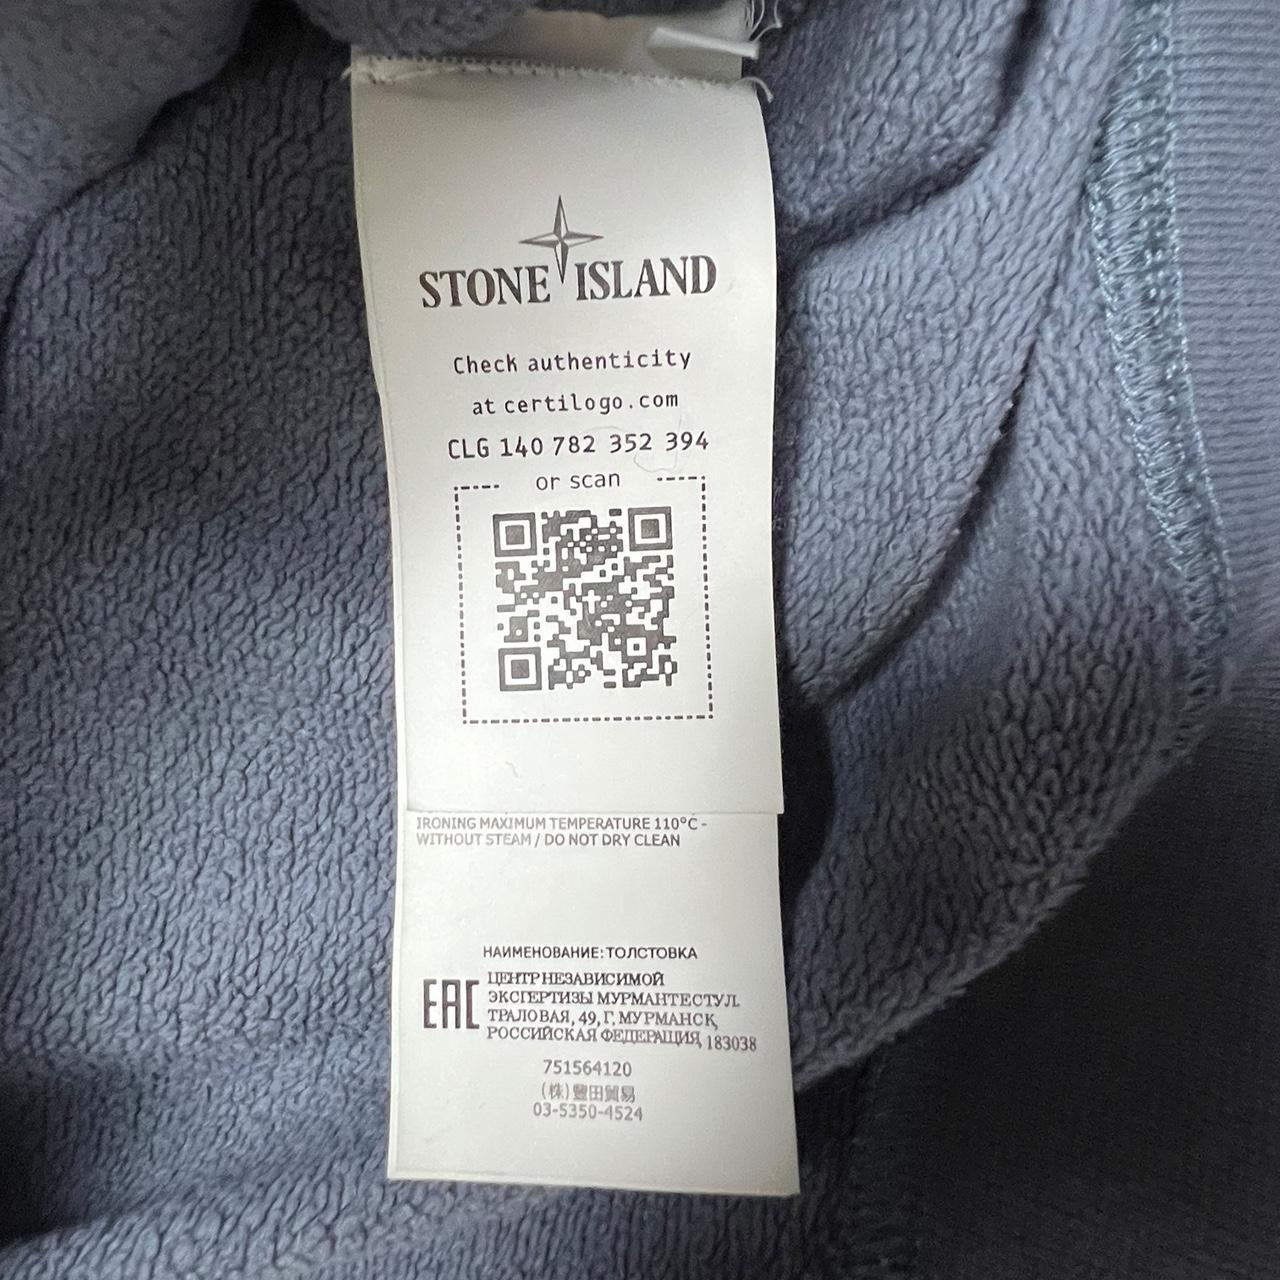 STONE ISLAND
Check authenticity
at certilogo.com
CLG 140 782 352 394
or scan
IRONING MAXIMUM TEMPERATURE 110°C -
WITHOUT STEAM / DO NOT DRY CLEAN
НАИМЕНОВАНИЕ: ТОЛСТОВКА
EAC
ЦЕНТР НЕЗАВИСИМОЙ
ЭКСПЕРТИЗЫ МУРМАНТЕСТУЛ.
ТРАЛОВАЯ, 49, Г. МУРМАНСК,
РОССИЙСКАЯ ФЕДЕРАЦИЯ, 183038
751564120
(株)豊田貿易
03-5350-4524